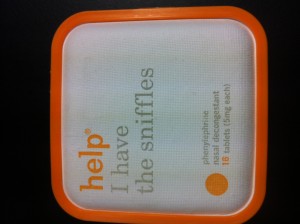 help®
I have
the sniffles
phenylephrine
nasal decongestant
18 tablets (5mg each)